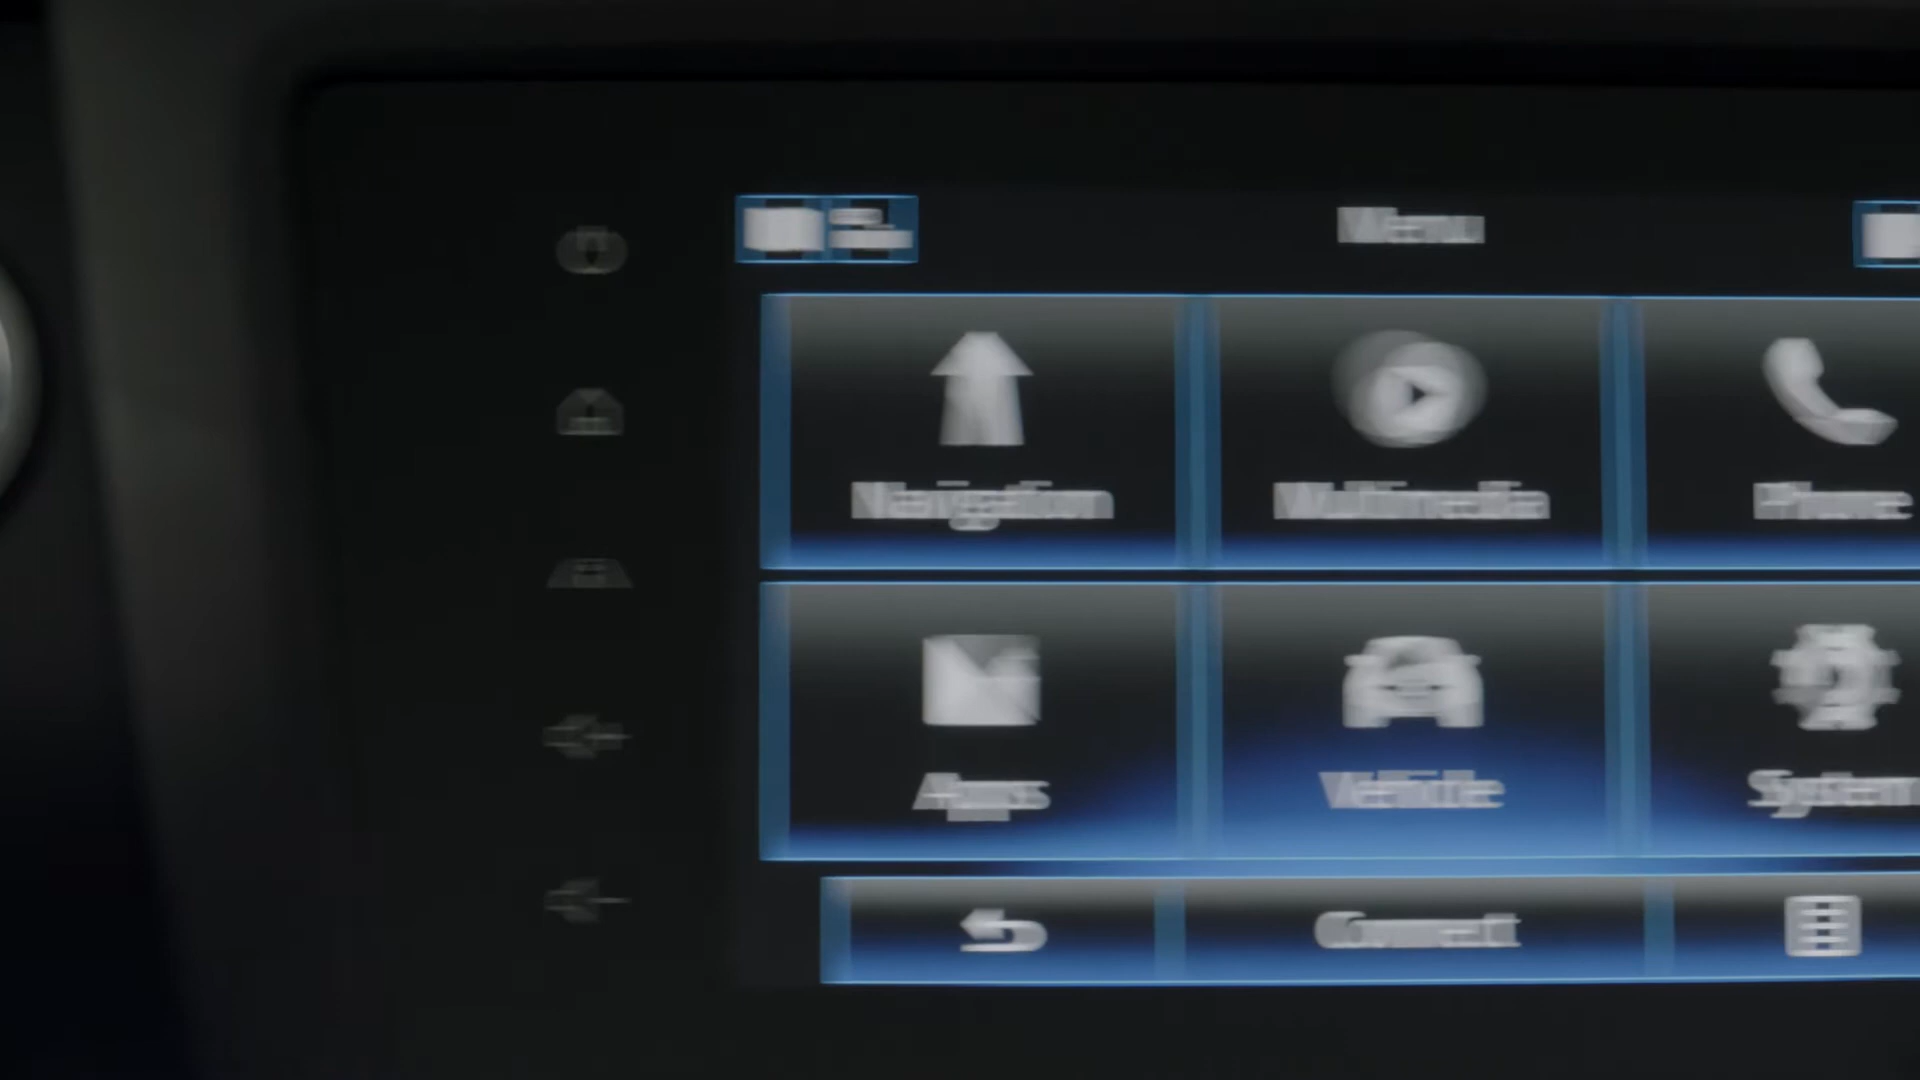 Menu
Navigation
Multimedia
Phone
Apps
Vehicle
System
Connect